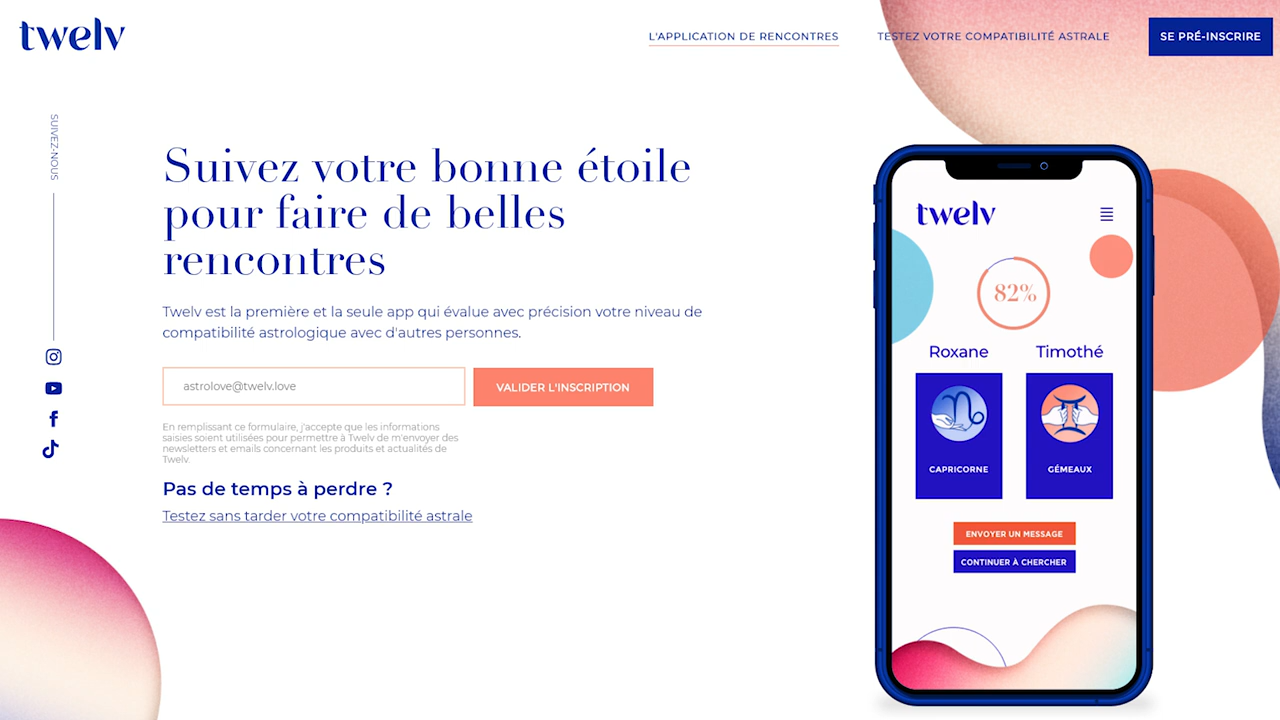 twelv
L'APPLICATION DE RENCONTRES
TESTEZ VOTRE COMPATIBILITÉ ASTRALE
SE PRÉ-INSCRIRE
SUIVEZ-NOUS
Suivez votre bonne étoile
pour faire de belles
rencontres
Twelv est la première et la seule app qui évalue avec précision votre niveau de
compatibilité astrologique avec d'autres personnes.
astrolove@twelv.love
VALIDER L'INSCRIPTION
En remplissant ce formulaire, j'accepte que les informations
saisies soient utilisées pour permettre à Twelv de m'envoyer des
newsletters et emails concernant les produits et actualités de
Twelv.
Pas de temps à perdre ?
Testez sans tarder votre compatibilité astrale
twelv
82%
Roxane
Timothé
CAPRICORNE
GÉMEAUX
ENVOYER UN MESSAGE
CONTINUER À CHERCHER